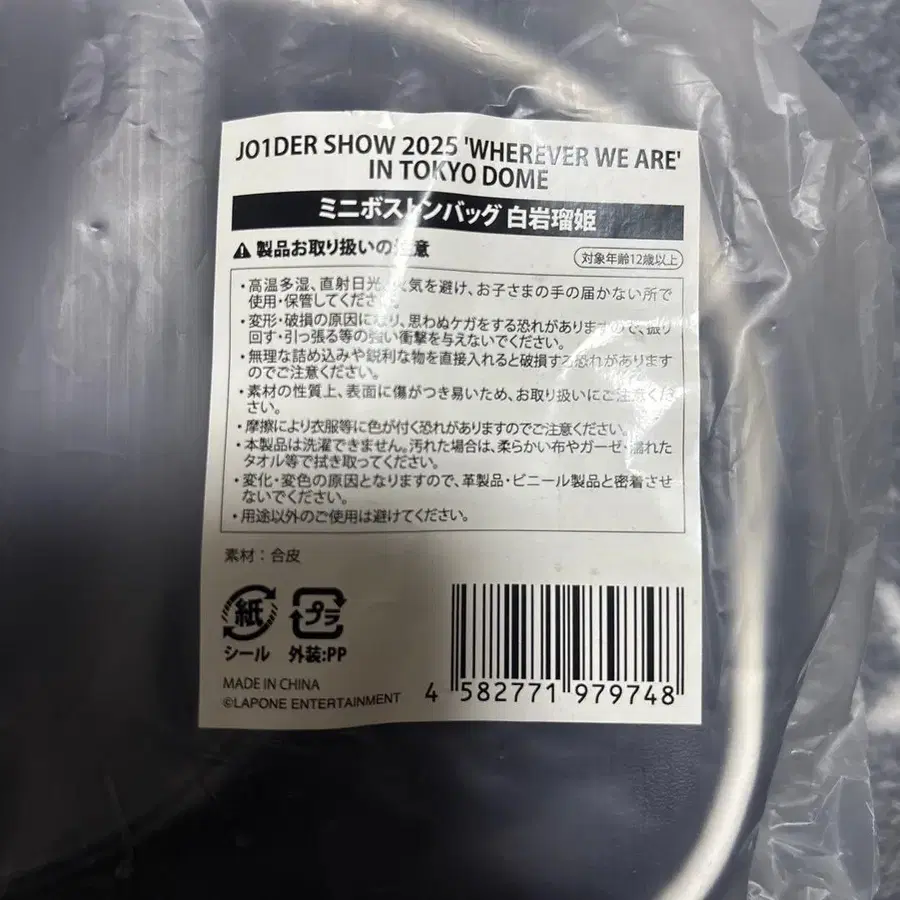 JO1DER SHOW 2025 'WHEREVER WE ARE'
IN TOKYO DOME
ミニボストンバッグ 白岩瑠姫
製品お取り扱いの注意
対象年齢12歳以上
・高温多湿、直射日光、火気を避け、お子さまの手の届かない所で
使用・保管してください。
・変形・破損の原因になり、思わぬケガをする恐れがありますので、振り
回す・引っ張る等の強い衝撃を与えないでください。
・無理な詰め込みや鋭利な物を直接入れると破損する恐れがあります
のでご注意ください。
・素材の性質上、表面に傷がつき易いため、お取り扱いにご注意くださ
い。
・摩擦により衣服等に色が付く恐れがありますのでご注意ください。
・本製品は洗濯できません。汚れた場合は、柔らかい布やガーゼ・濡れた
タオル等で拭き取ってください。
・変化・変色の原因となりますので、革製品・ビニール製品と密着させ
ないでください。
・用途以外のご使用は避けてください。
素材：合皮
紙
プラ
シール
外装:PP
MADE IN CHINA
©LAPONE ENTERTAINMENT
4 582771 979748